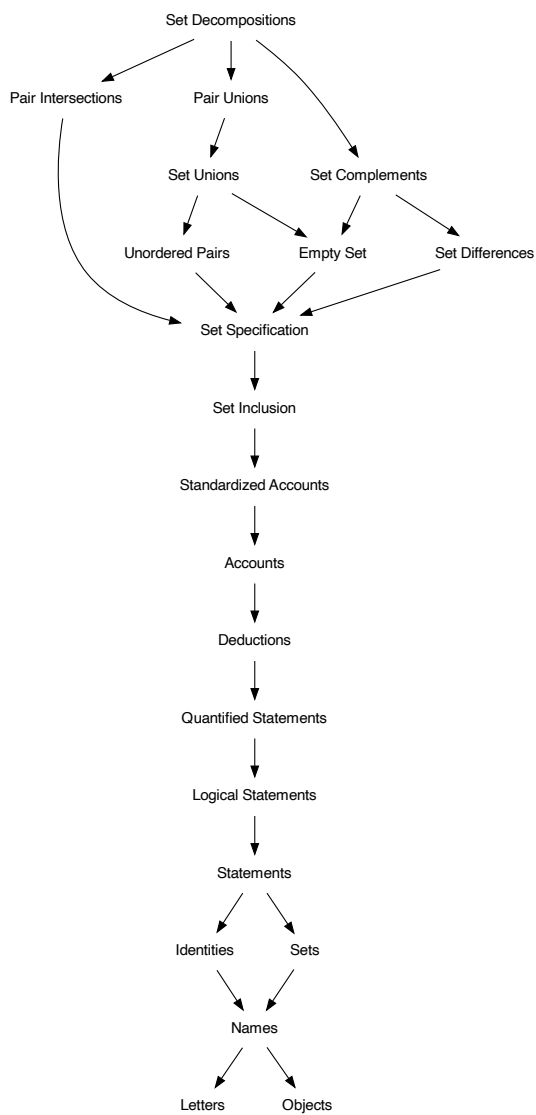 Set Decompositions
Pair Intersections
Pair Unions
Set Unions
Set Complements
Unordered Pairs
Empty Set
Set Differences
Set Specification
Set Inclusion
Standardized Accounts
Accounts
Deductions
Quantified Statements
Logical Statements
Statements
Identities
Sets
Names
Letters
Objects